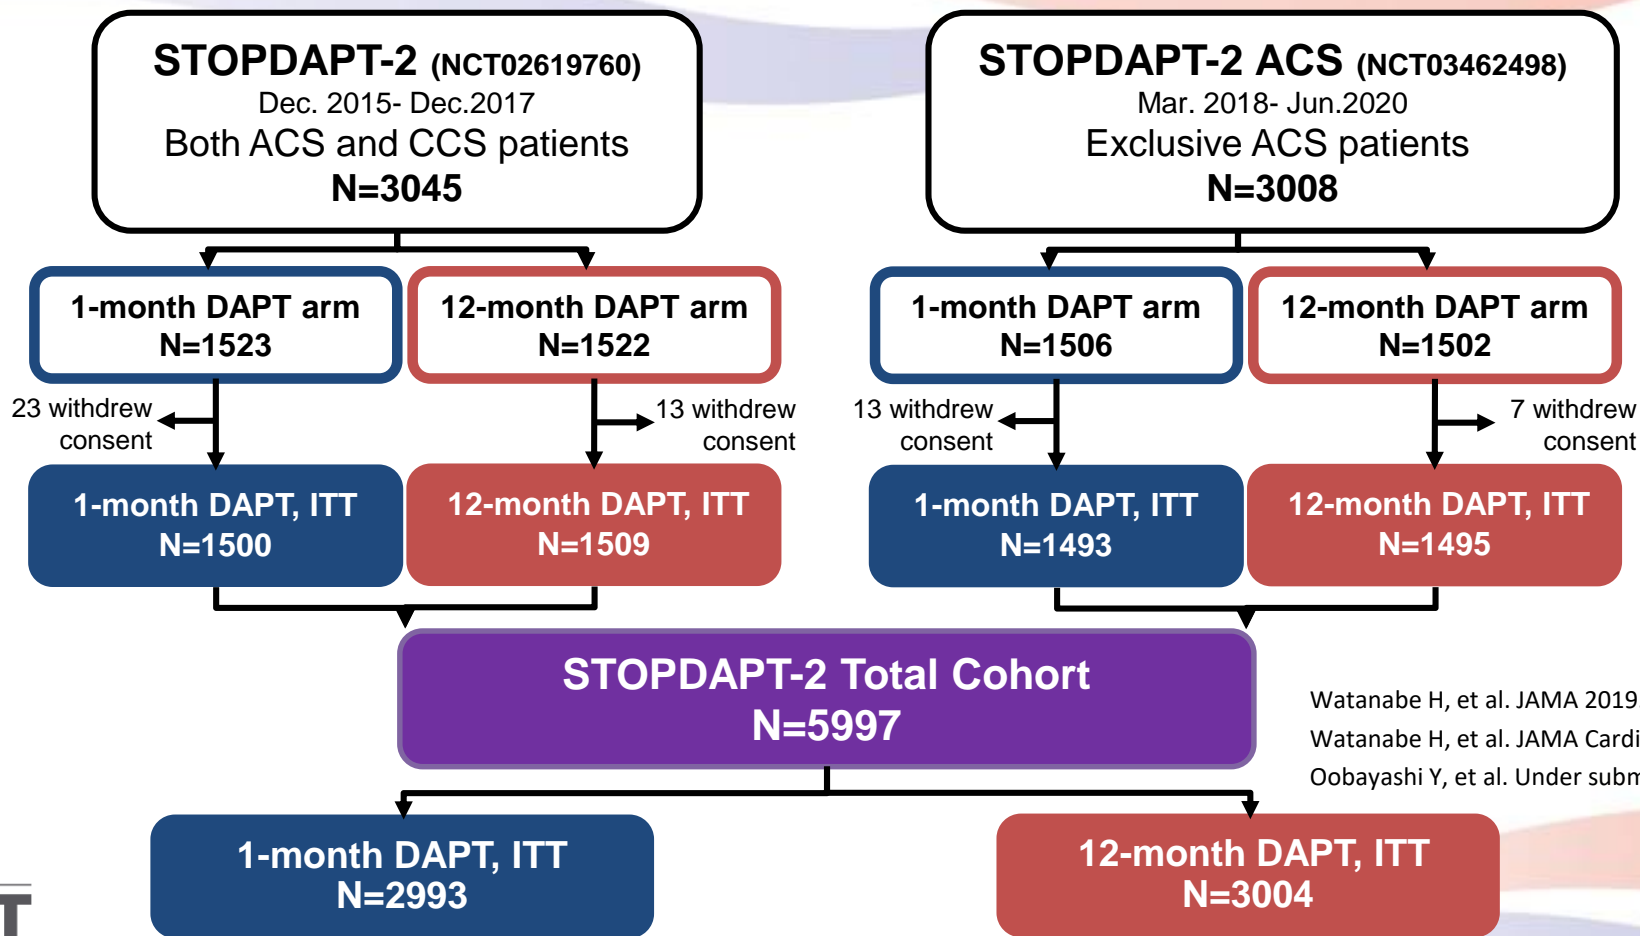 STOPDAPT-2 (NCT02619760)
Dec. 2015- Dec.2017
Both ACS and CCS patients
N=3045
STOPDAPT-2 ACS (NCT03462498)
Mar. 2018- Jun.2020
Exclusive ACS patients
N=3008
1-month DAPT arm
N=1523
12-month DAPT arm
N=1522
1-month DAPT arm
N=1506
12-month DAPT arm
N=1502
23 withdrew
consent
13 withdrew
consent
13 withdrew
consent
7 withdrew
consent
1-month DAPT, ITT
N=1500
12-month DAPT, ITT
N=1509
1-month DAPT, ITT
N=1493
12-month DAPT, ITT
N=1495
STOPDAPT-2 Total Cohort
N=5997
Watanabe H, et al. JAMA 2019.
Watanabe H, et al. JAMA Cardi
Oobayashi Y, et al. Under subm
1-month DAPT, ITT
N=2993
12-month DAPT, ITT
N=3004
T